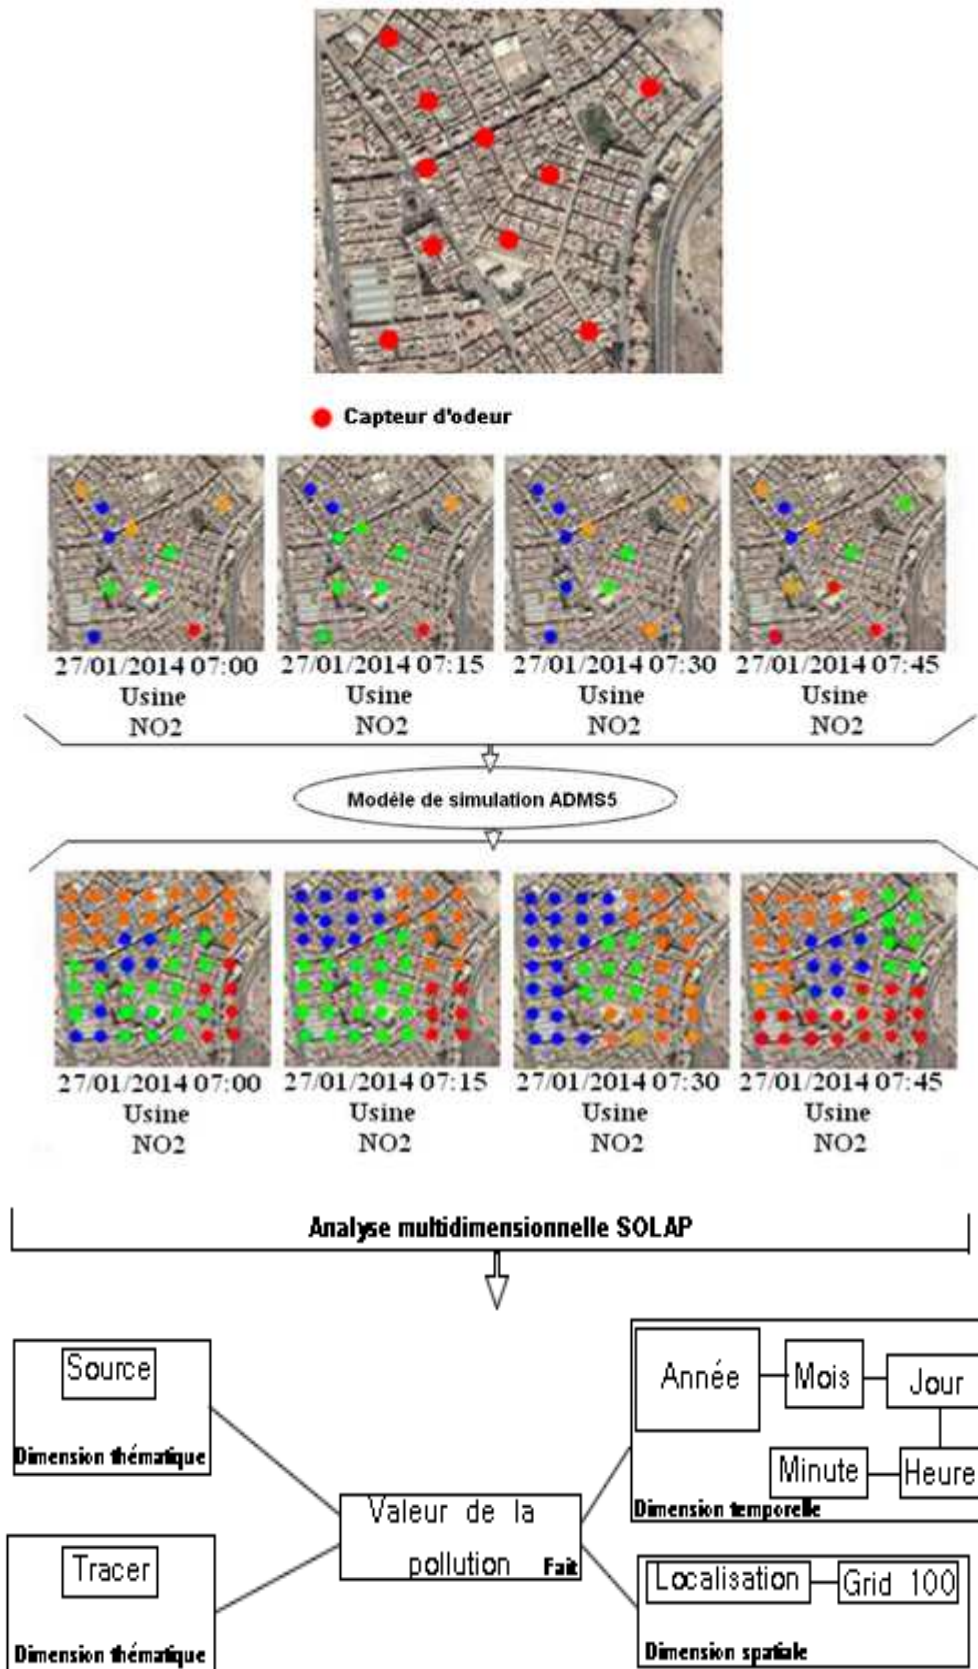 Capteur d'odeur
27/01/2014 07:00
Usine
NO2
27/01/2014 07:15
Usine
NO2
27/01/2014 07:30
Usine
NO2
27/01/2014 07:45
Usine
NO2
Modèle de simulation ADMS5
27/01/2014 07:00
Usine
NO2
27/01/2014 07:15
Usine
NO2
27/01/2014 07:30
Usine
NO2
27/01/2014 07:45
Usine
NO2
Analyse multidimensionnelle SOLAP
Source
Dimension thématique
Année
Mois
Jour
Minute
Heure
Dimension temporelle
Valeur de la
pollution
Fait
Tracer
Dimension thématique
Localisation
Grid 100
Dimension spatiale